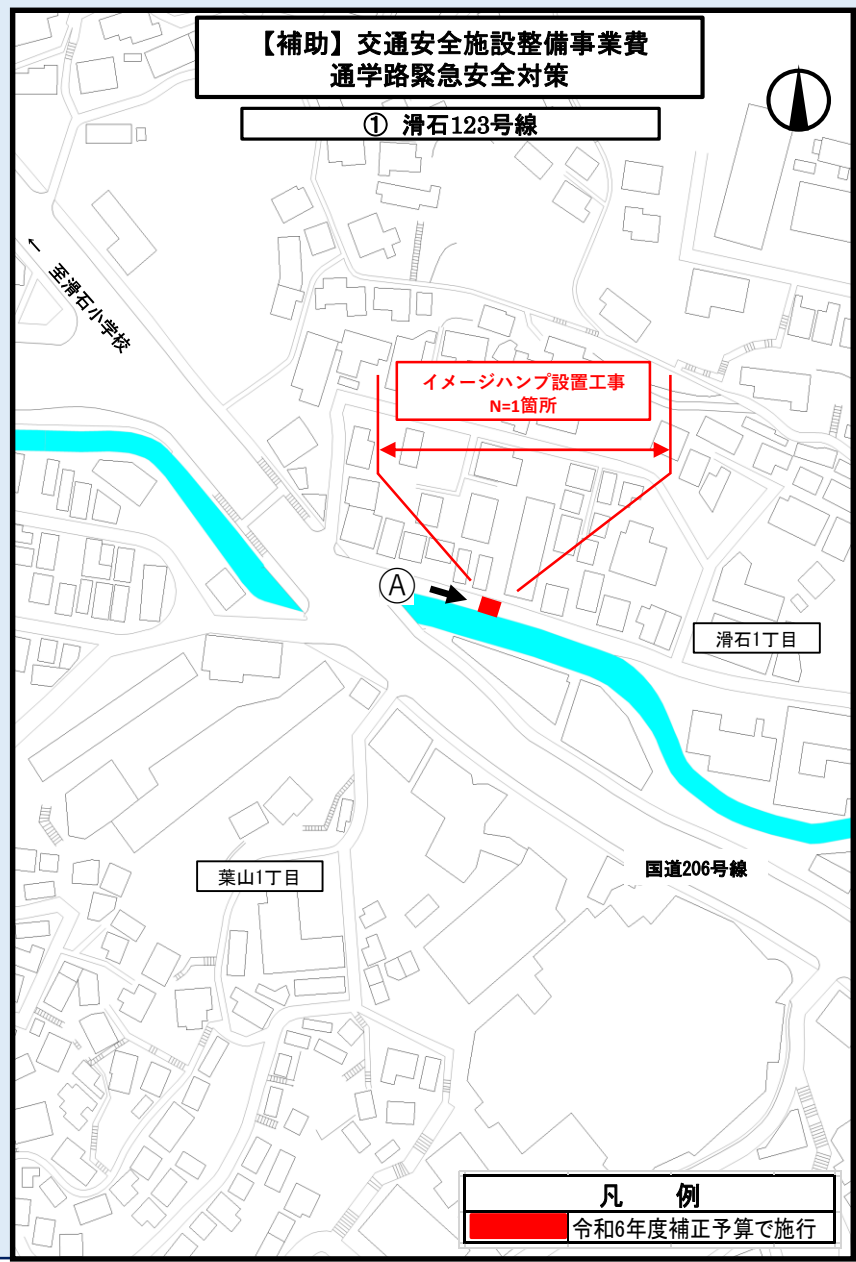 【補助】交通安全施設整備事業費
通学路緊急安全対策
① 滑石123号線
← 至滑石小学校
イメージハンプ設置工事
N=1箇所
Ⓐ
滑石1丁目
葉山1丁目
国道206号線
凡 例
令和6年度補正予算で施行